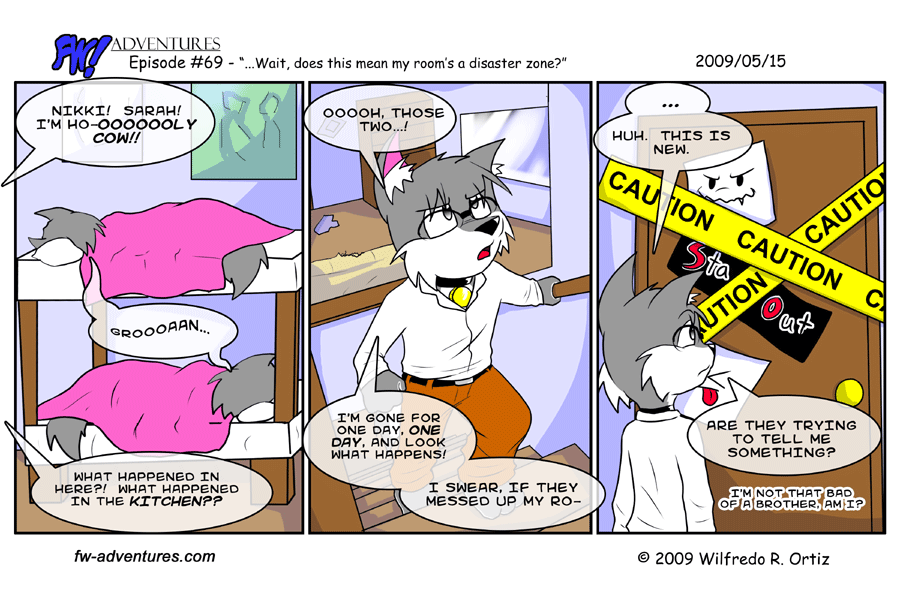 FW! ADVENTURES
Episode #69 - "...Wait, does this mean my room's a disaster zone?"
2009/05/15
NIKKI! SARAH!
I'M HO-OOOOOOLY
COW!!
GROOOAAN...
WHAT HAPPENED IN
HERE?! WHAT HAPPENED
IN THE KITCHEN??
OOOOH, THOSE
TWO...!
I'M GONE FOR
ONE DAY, ONE
DAY, AND LOOK
WHAT HAPPENS!
I SWEAR, IF THEY
MESSED UP MY RO-
...
HUH. THIS IS
NEW.
CAUTION CAUTION CAUTION C
CAUTIO
UTION
Sta
Out
ARE THEY TRYING
TO TELL ME
SOMETHING?
I'M NOT THAT BAD
OF A BROTHER, AM I?
fw-adventures.com
© 2009 Wilfredo R. Ortiz